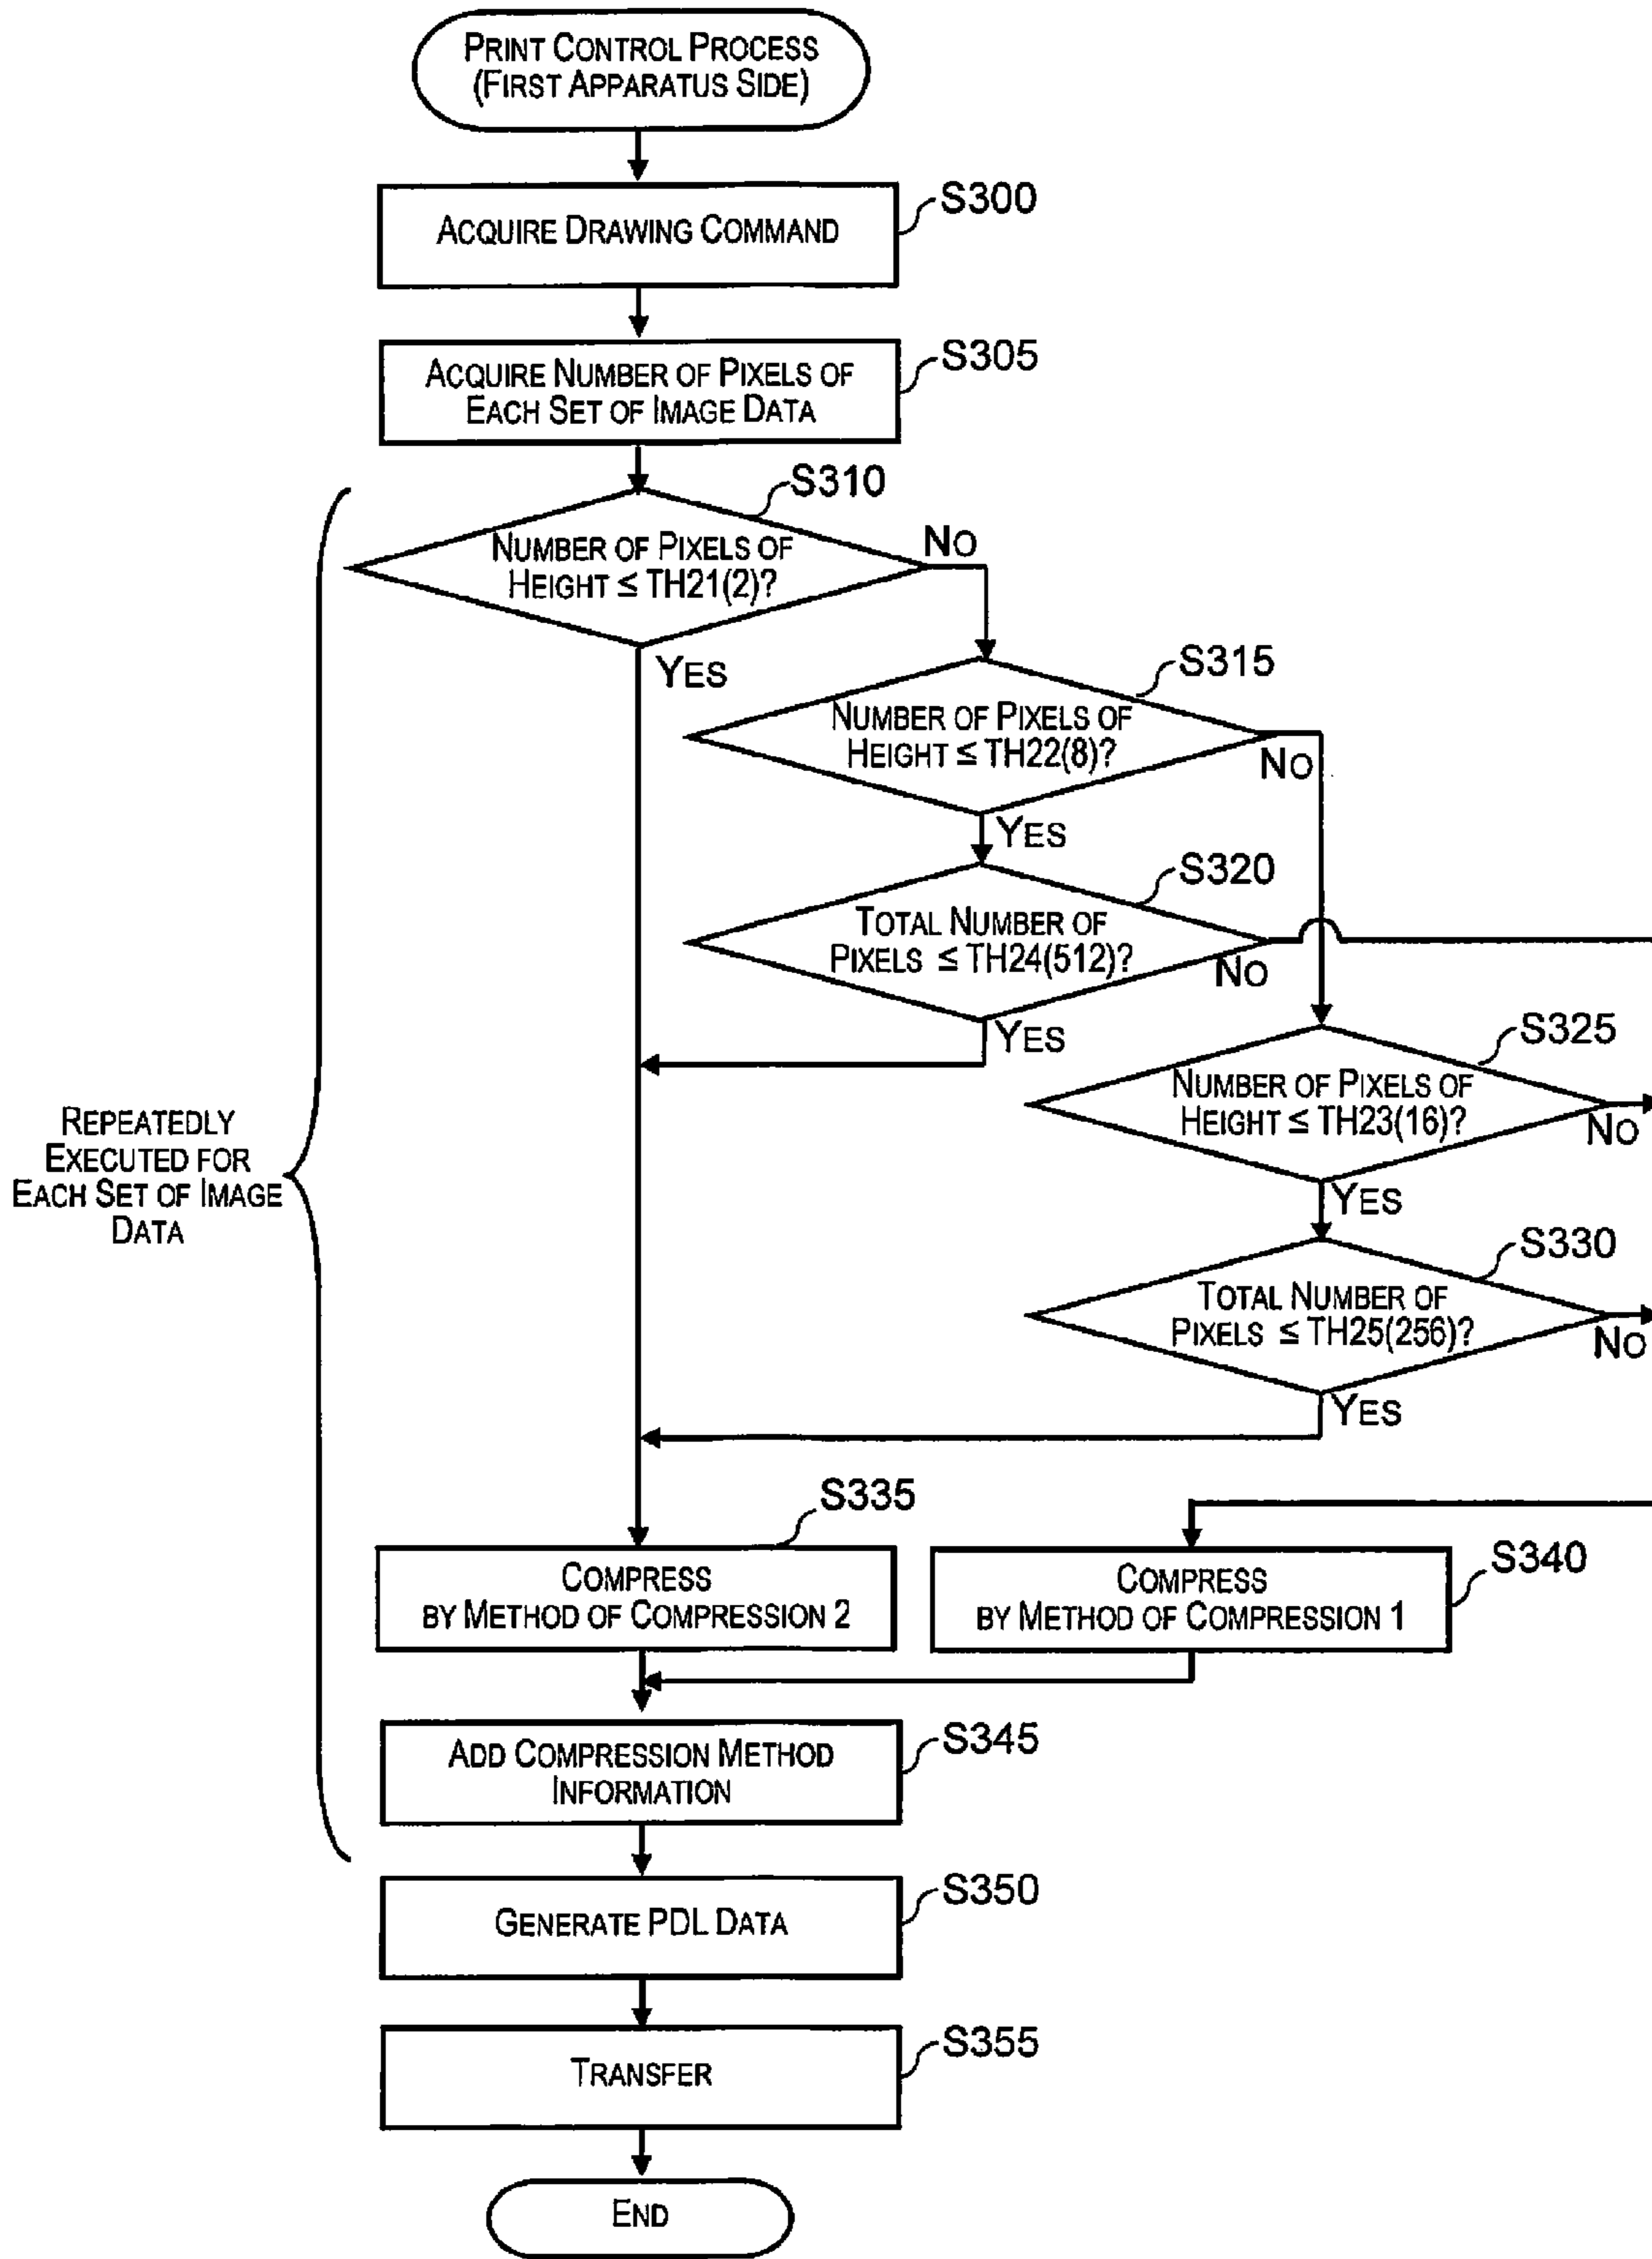 PRINT CONTROL PROCESS
(FIRST APPARATUS SIDE)
S300
ACQUIRE DRAWING COMMAND
S305
ACQUIRE NUMBER OF PIXELS OF
EACH SET OF IMAGE DATA
S310
NUMBER OF PIXELS OF
HEIGHT ≤ TH21(2)?
NO
YES
S315
NUMBER OF PIXELS OF
HEIGHT ≤ TH22(8)?
NO
YES
S320
TOTAL NUMBER OF
PIXELS ≤ TH24(512)?
NO
YES
S325
NUMBER OF PIXELS OF
HEIGHT ≤ TH23(16)?
NO
YES
REPEATEDLY
EXECUTED FOR
EACH SET OF IMAGE
DATA
S330
TOTAL NUMBER OF
PIXELS ≤ TH25(256)?
NO
YES
S335
COMPRESS
BY METHOD OF COMPRESSION 2
S340
COMPRESS
BY METHOD OF COMPRESSION 1
S345
ADD COMPRESSION METHOD
INFORMATION
S350
GENERATE PDL DATA
S355
TRANSFER
END